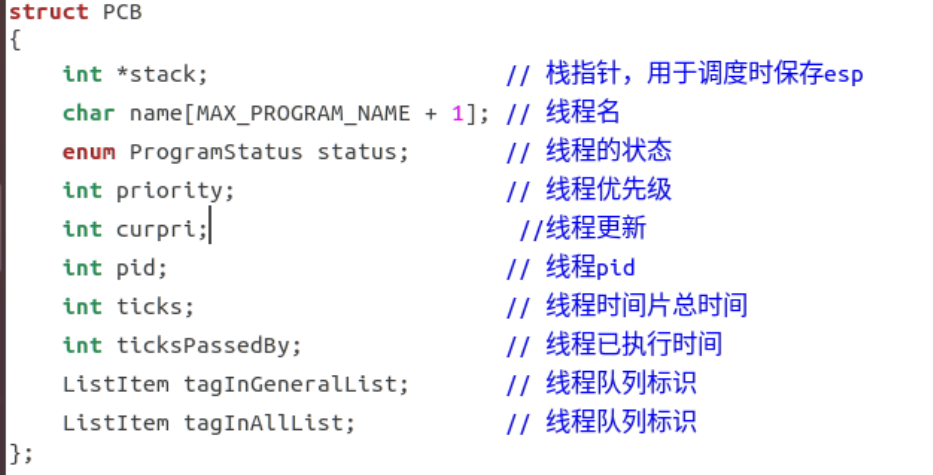 struct PCB
{
    int *stack;                      // 栈指针，用于调度时保存esp
    char name[MAX_PROGRAM_NAME + 1]; // 线程名
    enum ProgramStatus status;       // 线程的状态
    int priority;                    // 线程优先级
    int curpri;                       //线程更新
    int pid;                         // 线程pid
    int ticks;                       // 线程时间片总时间
    int ticksPassedBy;               // 线程已执行时间
    ListItem tagInGeneralList;       // 线程队列标识
    ListItem tagInAllList;           // 线程队列标识
};